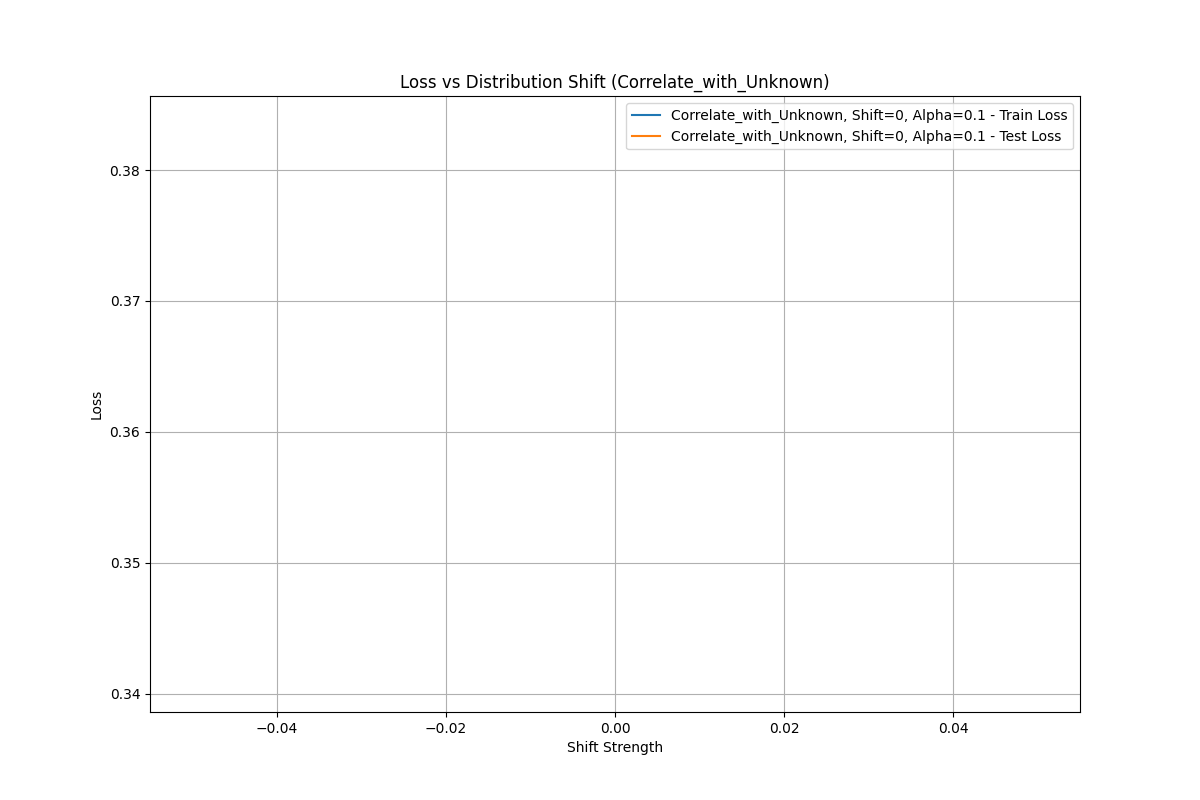 Loss vs Distribution Shift (Correlate_with_Unknown)
Correlate_with_Unknown, Shift=0, Alpha=0.1 - Train Loss
Correlate_with_Unknown, Shift=0, Alpha=0.1 - Test Loss
0.38
0.37
0.36
0.35
0.34
Loss
−0.04 −0.02 0.00 0.02 0.04
Shift Strength